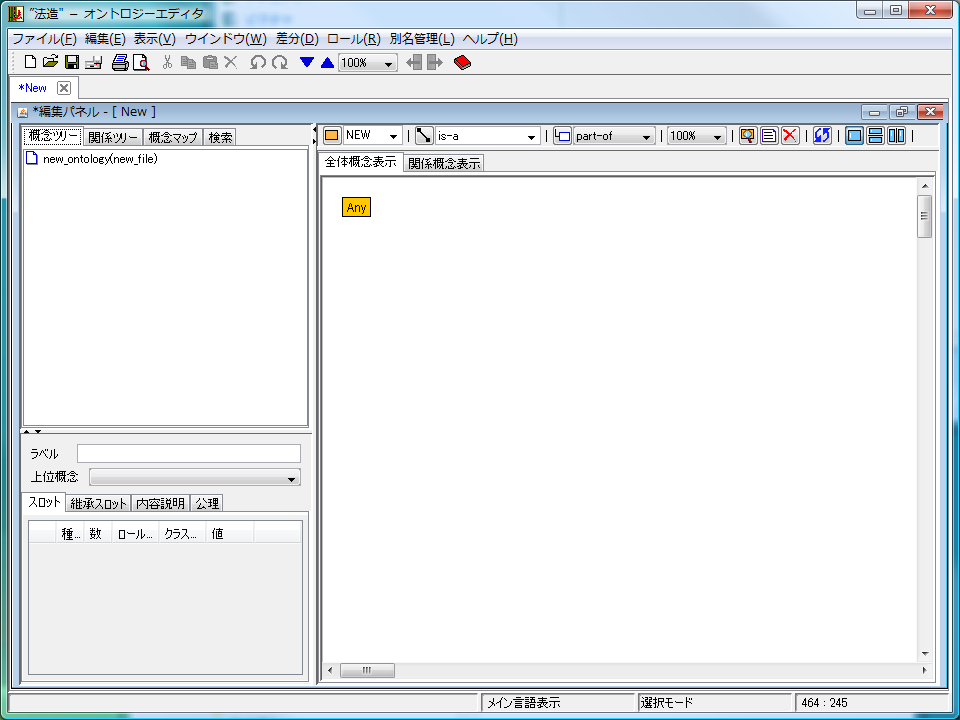 "法造" － オントロジーエディタ
ファイル(F) 編集(E) 表示(V) ウインドウ(W) 差分(D) ロール(R) 別名管理(L) ヘルプ(H)
100%
*New
*編集パネル - [ New ]
概念ツリー 関係ツリー 概念マップ 検索
NEW is-a part-of 100%
new_ontology(new_file)
全体概念表示 関係概念表示
Any
ラベル
上位概念
スロット 継承スロット 内容説明 公理
種... 数 ロール... クラス... 値
メイン言語表示 選択モード 464 : 245